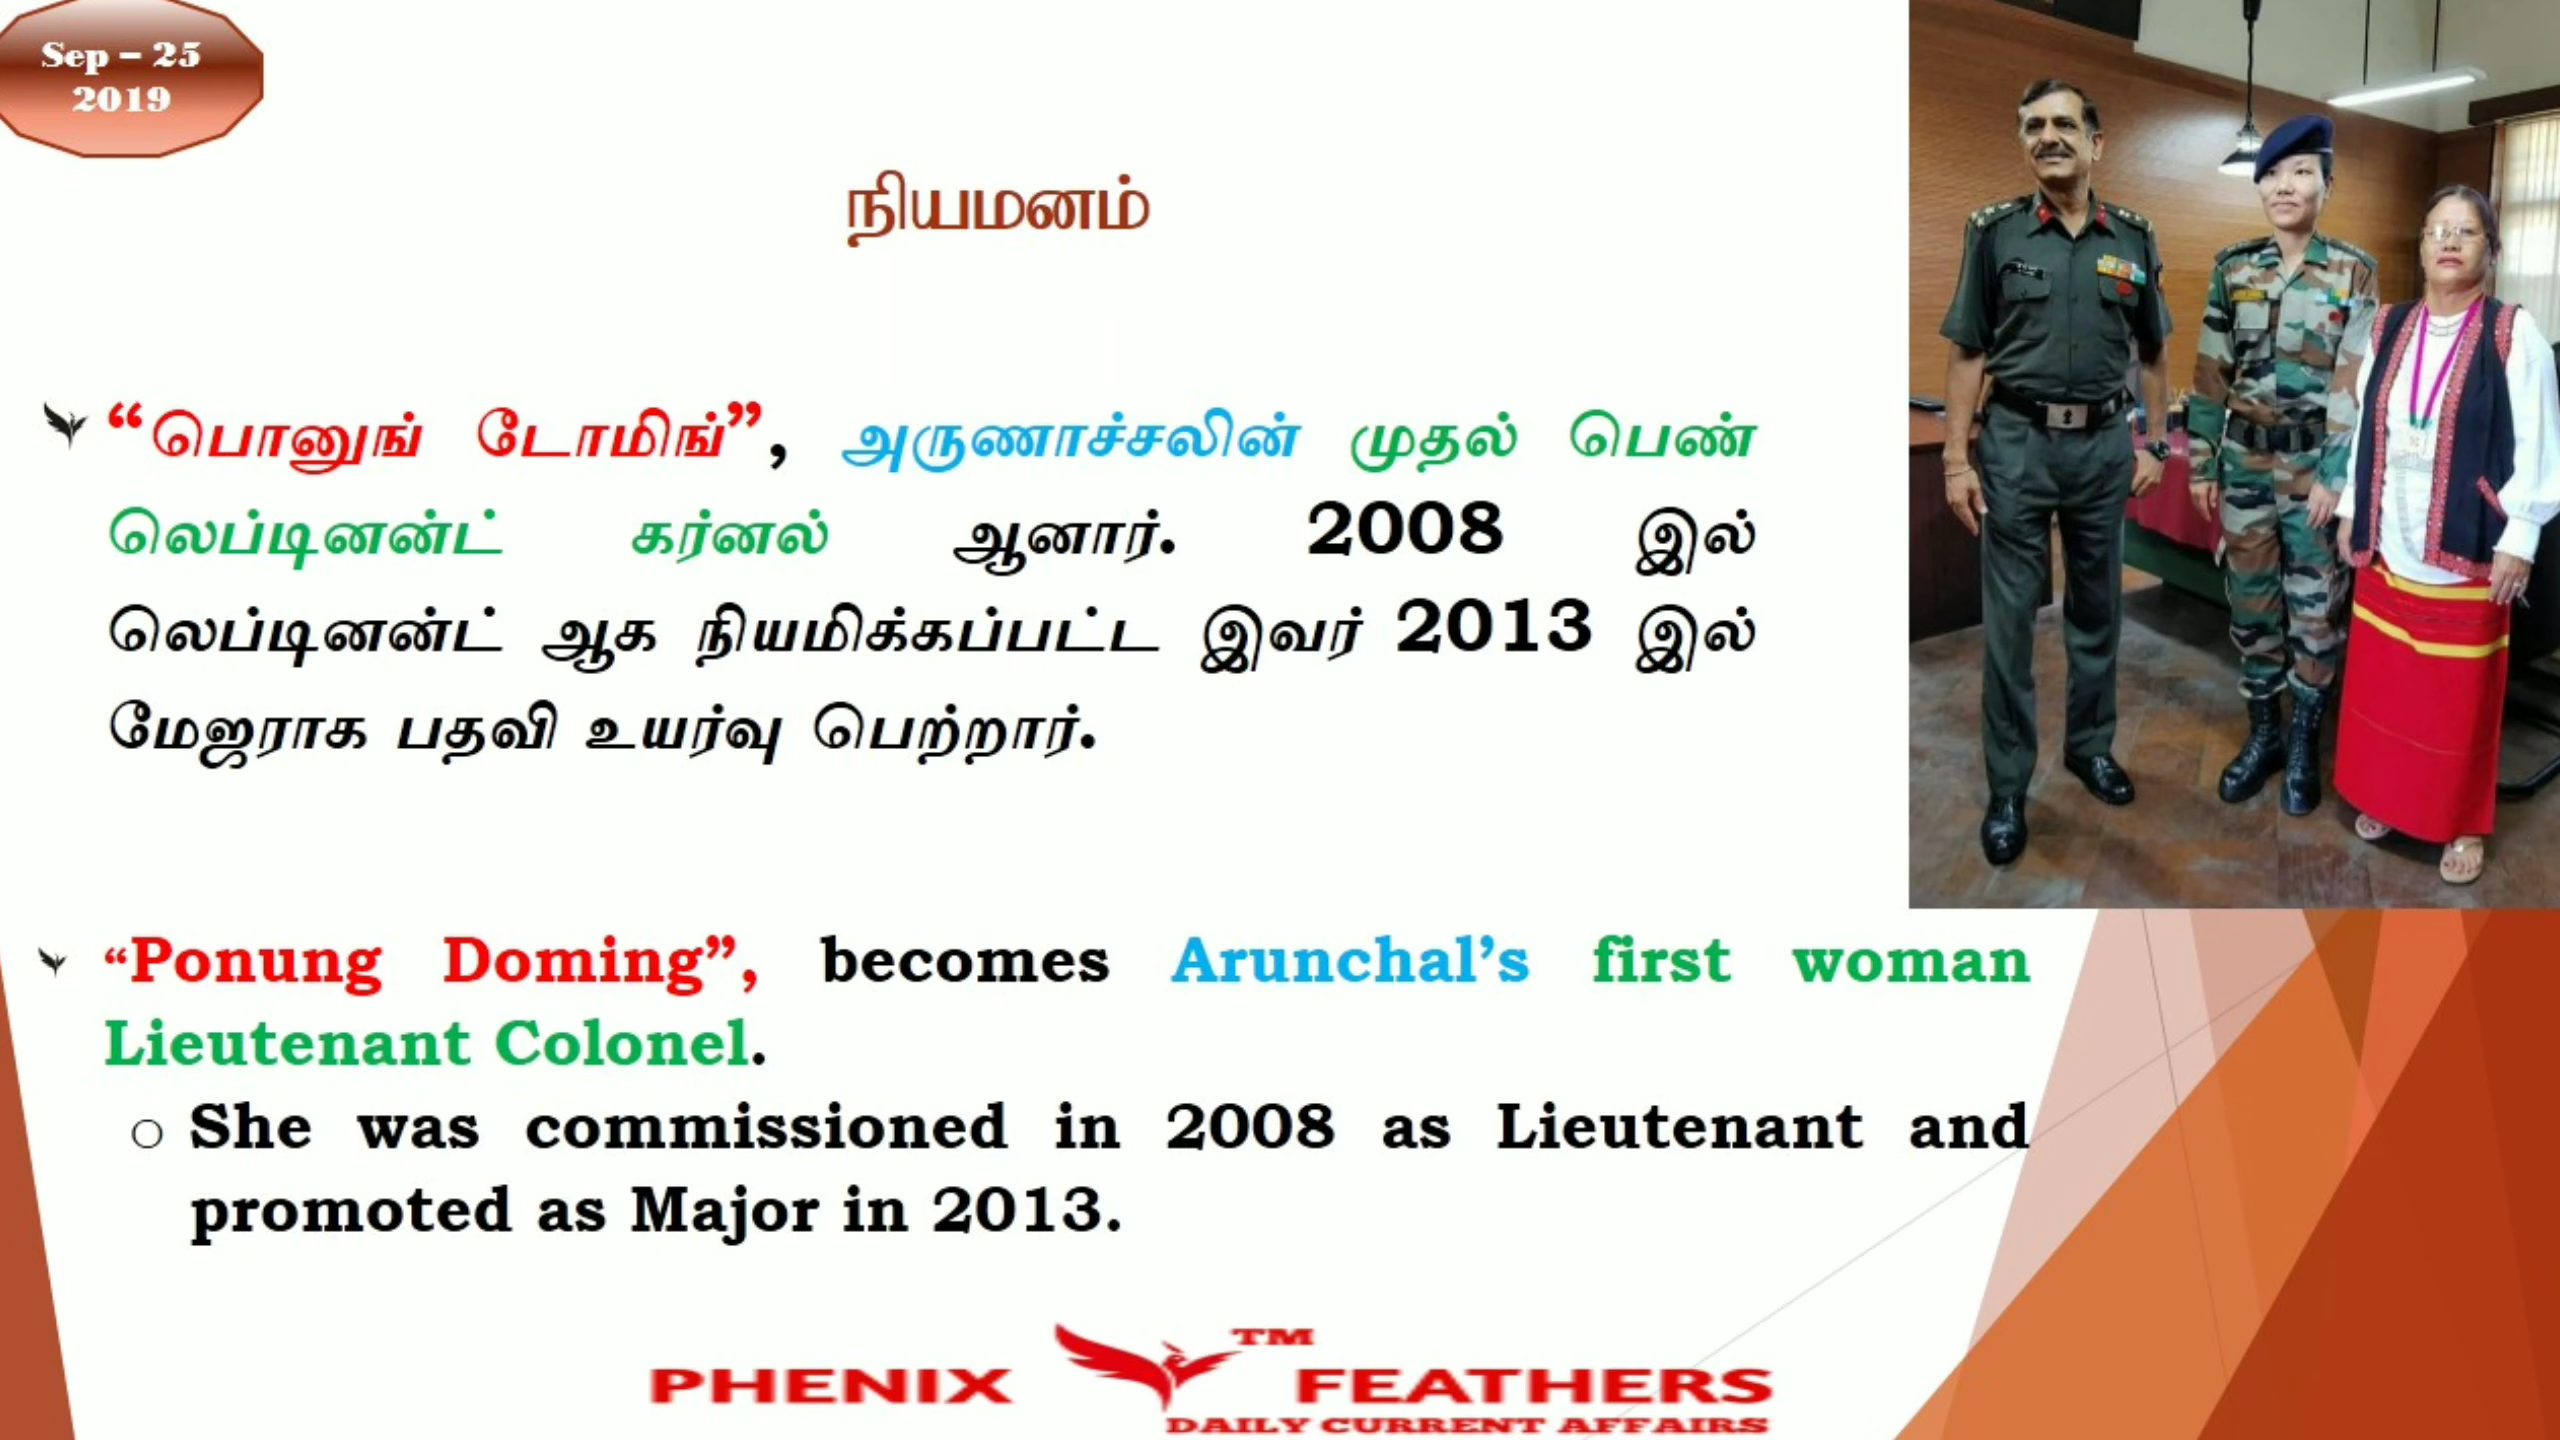 Sep – 25
2019
நியமனம்
“பொனுங் டோமிங்”, அருணாச்சலின் முதல் பெண்
லெப்டினன்ட் கர்னல் ஆனார். 2008 இல்
லெப்டினன்ட் ஆக நியமிக்கப்பட்ட இவர் 2013 இல்
மேஜராக பதவி உயர்வு பெற்றார்.
“Ponung Doming”, becomes Arunchal’s first woman
Lieutenant Colonel.
○ She was commissioned in 2008 as Lieutenant and
promoted as Major in 2013.
PHENIX FEATHERS TM
DAILY CURRENT AFFAIRS